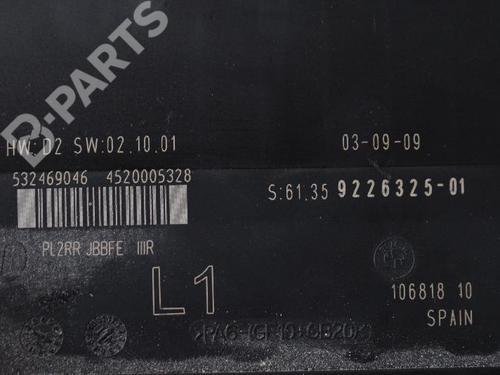 B-PARTS
HW: D2 SW:02.10.01
03-09-09
532469046 4520005328
S:61.35 9226325-01
PL2RR JBBFE IIIR
L1
106818 10
SPAIN